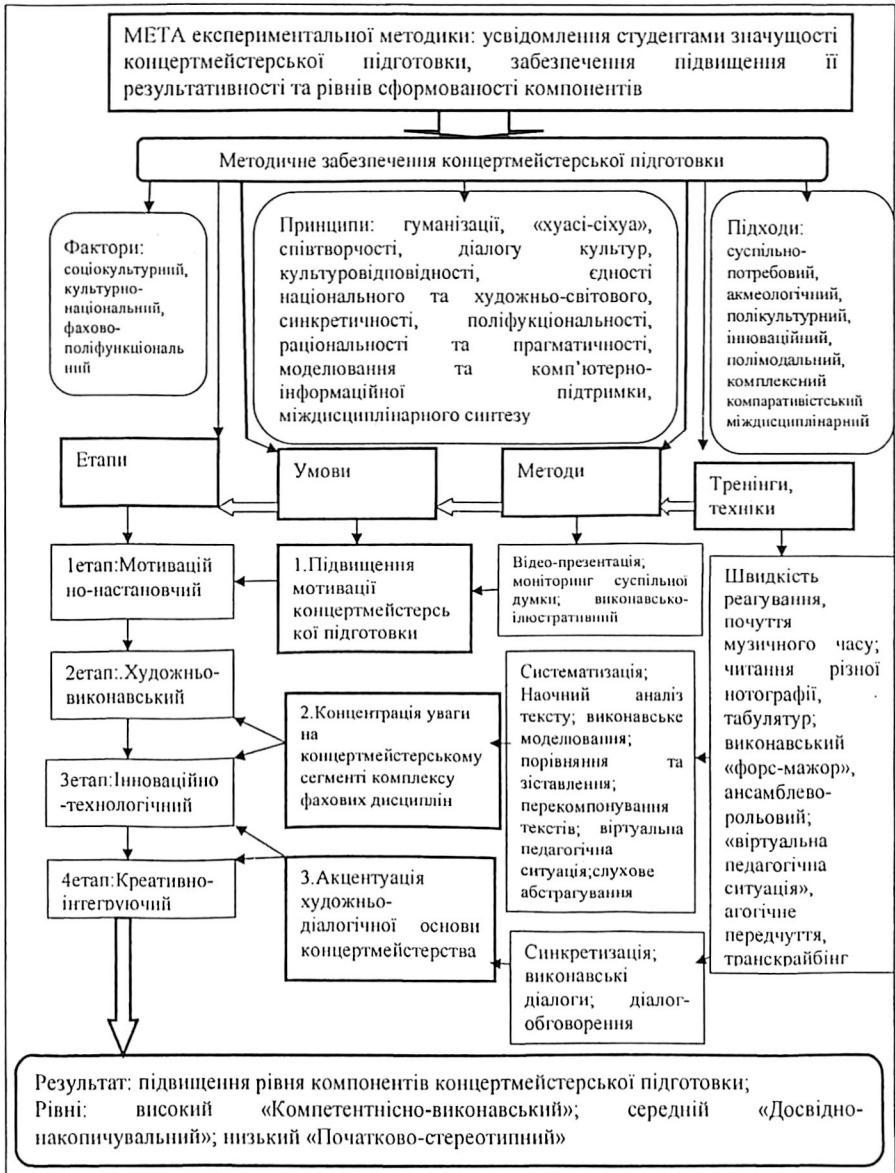 МЕТА експериментальної методики: усвідомлення студентами значущості
концертмейстерської підготовки, забезпечення підвищення її
результативності та рівнів сформованості компонентів
Методичне забезпечення концертмейстерської підготовки
Фактори:
соціокультурний,
культурно-
національний,
фахово-
поліфункціональ
ний
Принципи: гуманізації, «хуасі-сіхуа»,
співтворчості, діалогу культур,
культуровідповідності, єдності
національного та художньо-світового,
синкретичності, поліфукціональності,
раціональності та прагматичності,
моделювання та комп’ютерно-
інформаційної підтримки,
міждисциплінарного синтезу
Підходи:
суспільно-
потребовий,
акмеологічний,
полікультурний,
інноваційний,
полімодальний,
комплексний
компаративістський
міждисциплінарний
Етапи
Умови
Методи
Тренінги,
техніки
1етап:Мотивацій
но-настановчий
2етап:.Художньо-
виконавський
3етап:Інноваційно
-технологічний
4етап:Креативно-
інтегруючий
1.Підвищення
мотивації
концертмейстерсь
кої підготовки
2.Концентрація уваги
на
концертмейстерському
сегменті комплексу
фахових дисциплін
3.Акцентуація
художньо-
діалогічної основи
концертмейстерства
Відео-презентація;
моніторинг суспільної
думки; виконавсько-
ілюстративний
Систематизація;
Наочний аналіз
тексту; виконавське
моделювання;
порівняння та
зіставлення;
перекомпонування
текстів; віртуальна
педагогічна
ситуація;слухове
абстрагування
Синкретизація;
виконавські
діалоги; діалог-
обговорення
Швидкість
реагування,
почуття
музичного часу;
читання різної
нотографії,
табулятур;
виконавський
«форс-мажор»,
ансамблево-
рольовий;
«віртуальна
педагогічна
ситуація»,
агогічне
передчуття,
транскрайбінг
Результат: підвищення рівня компонентів концертмейстерської підготовки;
Рівні: високий «Компетентнісно-виконавський»; середній «Досвідно-
накопичувальний»; низький «Початково-стереотипний»